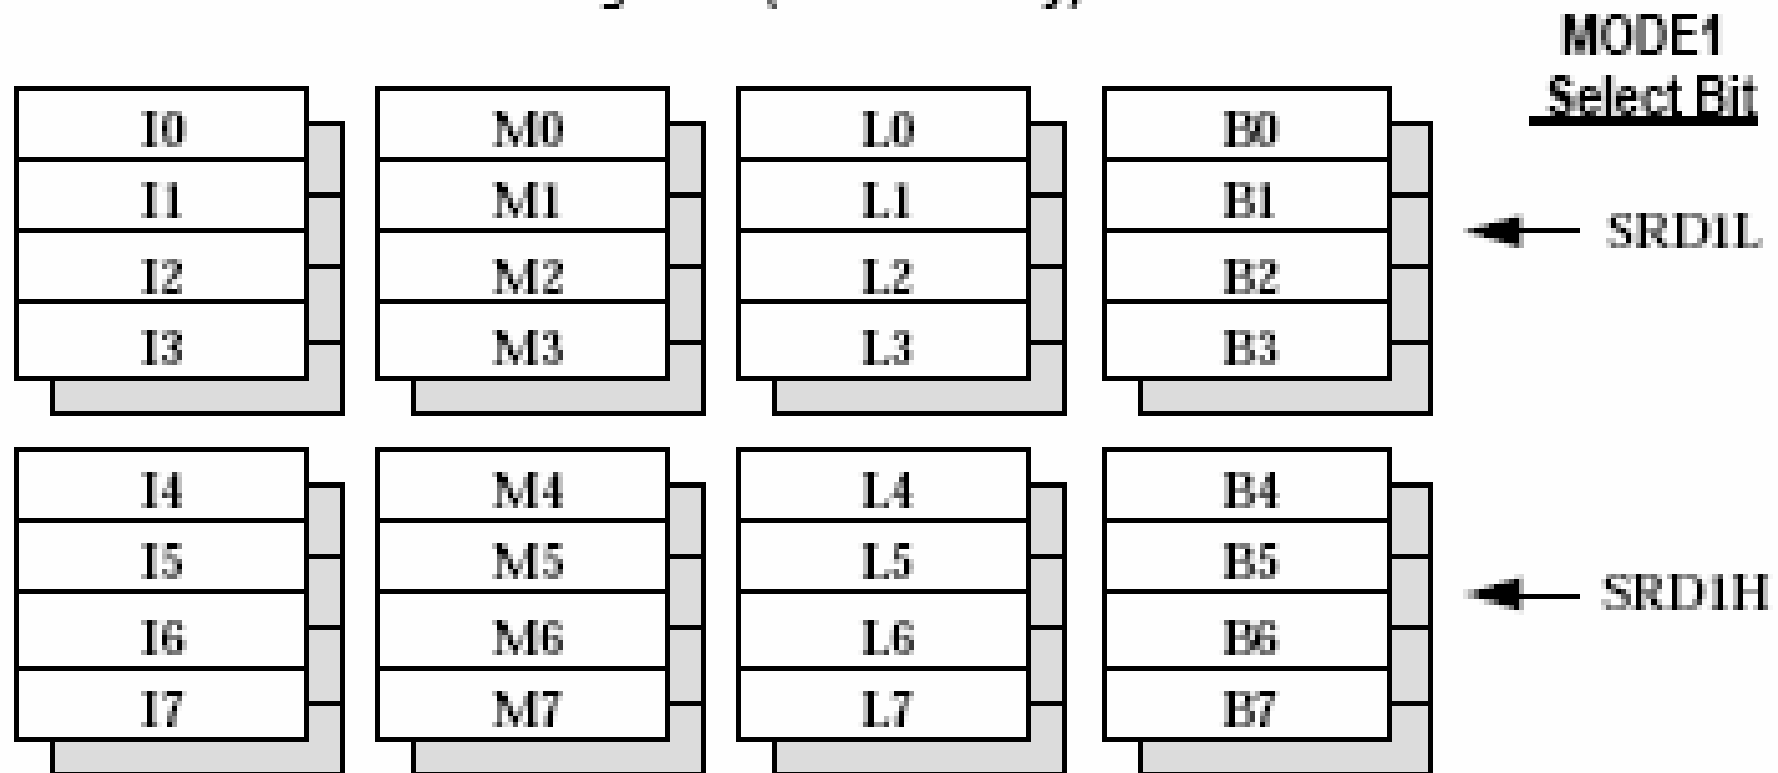 MODE1
Select Bit
I0 M0 L0 B0
I1 M1 L1 B1
I2 M2 L2 B2
I3 M3 L3 B3
SRD1L
I4 M4 L4 B4
I5 M5 L5 B5
I6 M6 L6 B6
I7 M7 L7 B7
SRD1H